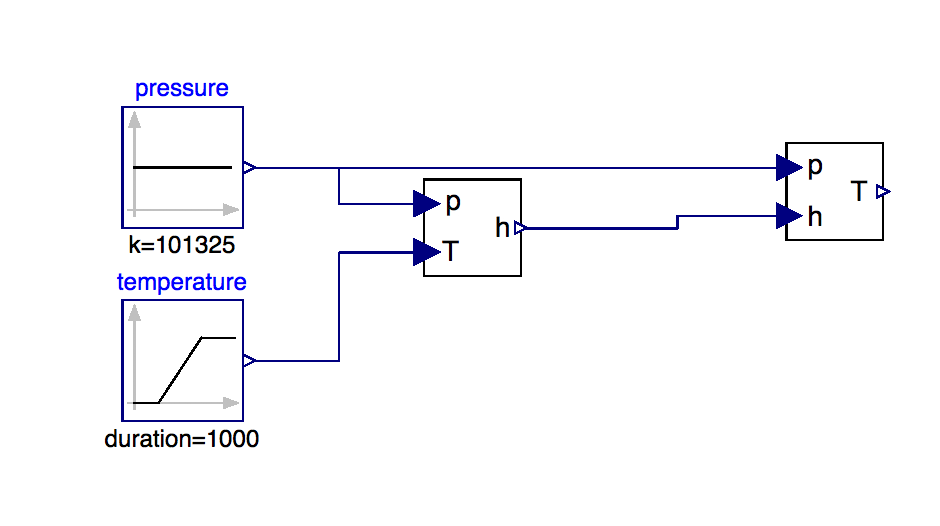 pressure
k=101325
temperature
duration=1000
p
T
h
p
h
T